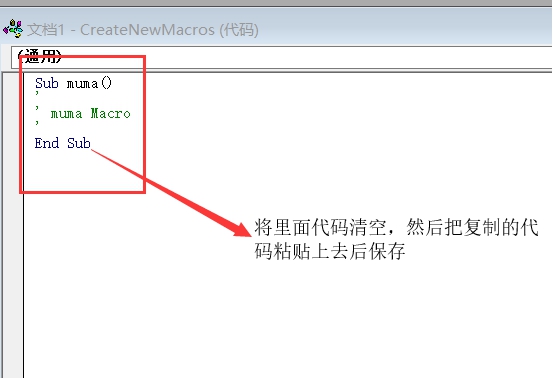 文档1 - CreateNewMacros (代码)
(通用)
Sub muma()
'
' muma Macro
'
End Sub
将里面代码清空，然后把复制的代
码粘贴上去后保存